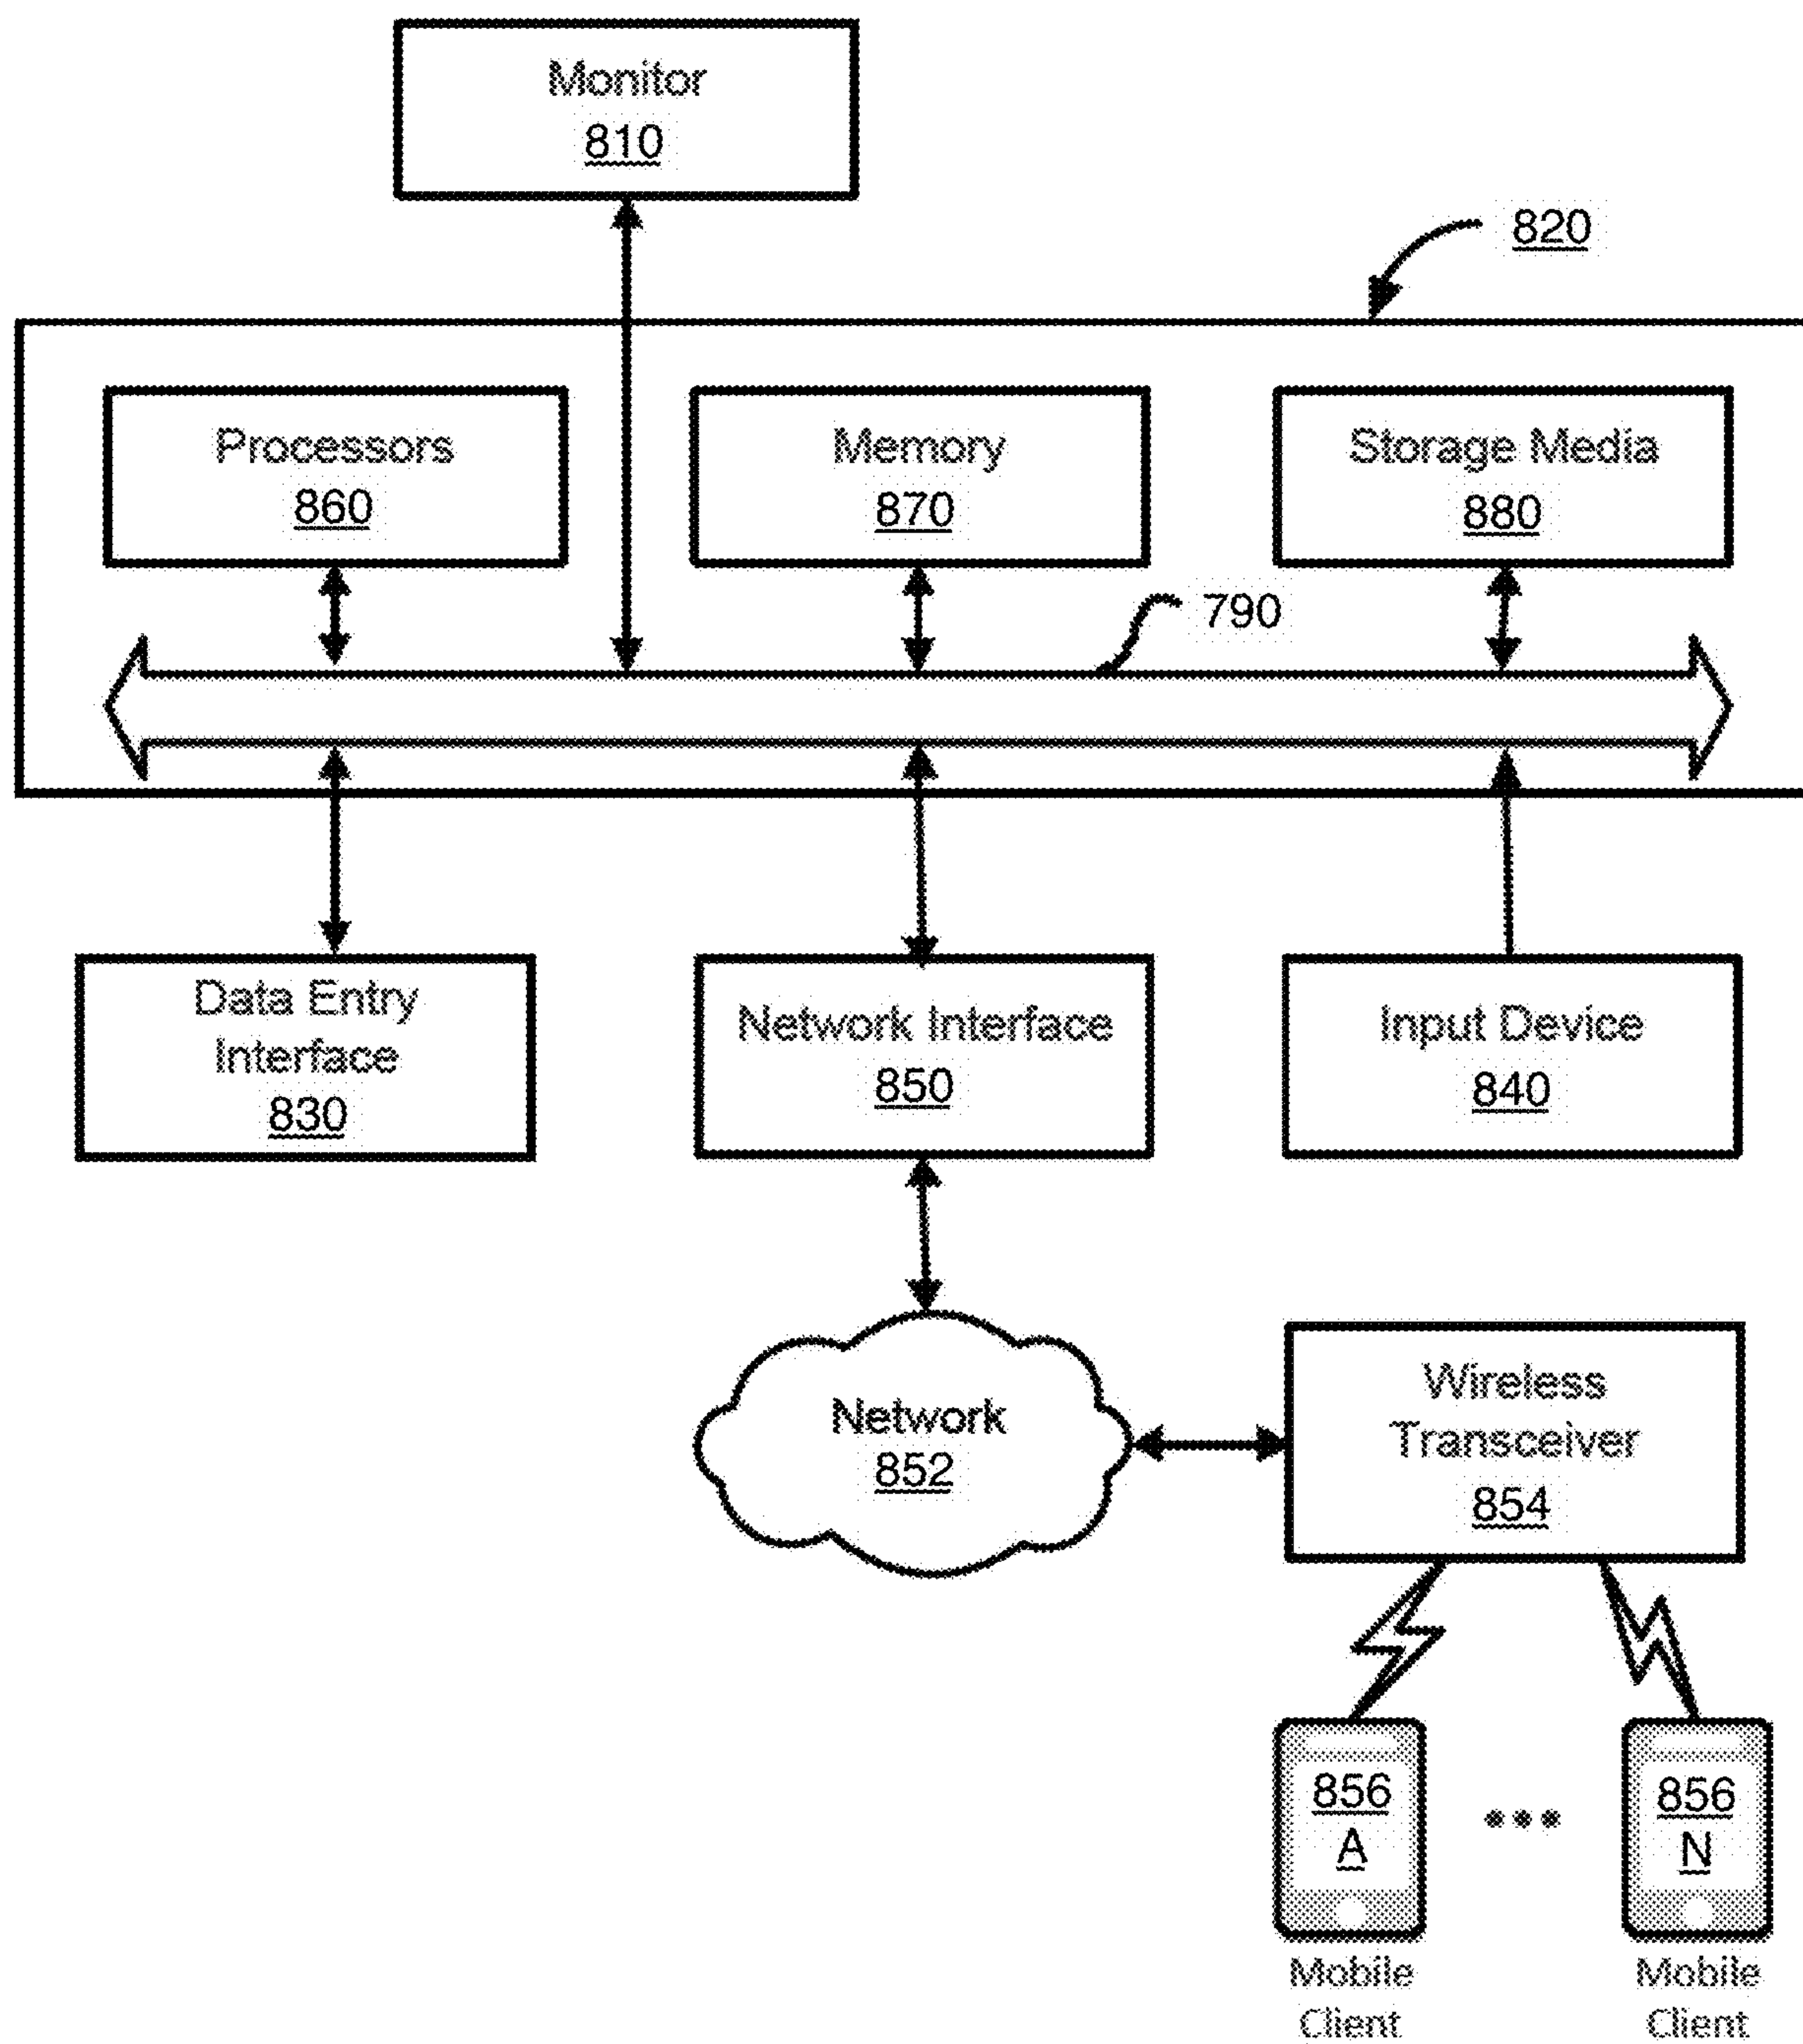 Monitor
810
820
Processors
860
Memory
870
Storage Media
880
790
Data Entry
Interface
830
Network Interface
850
Input Device
840
Network
852
Wireless
Transceiver
854
856
A
856
N
Mobile
Client
Mobile
Client